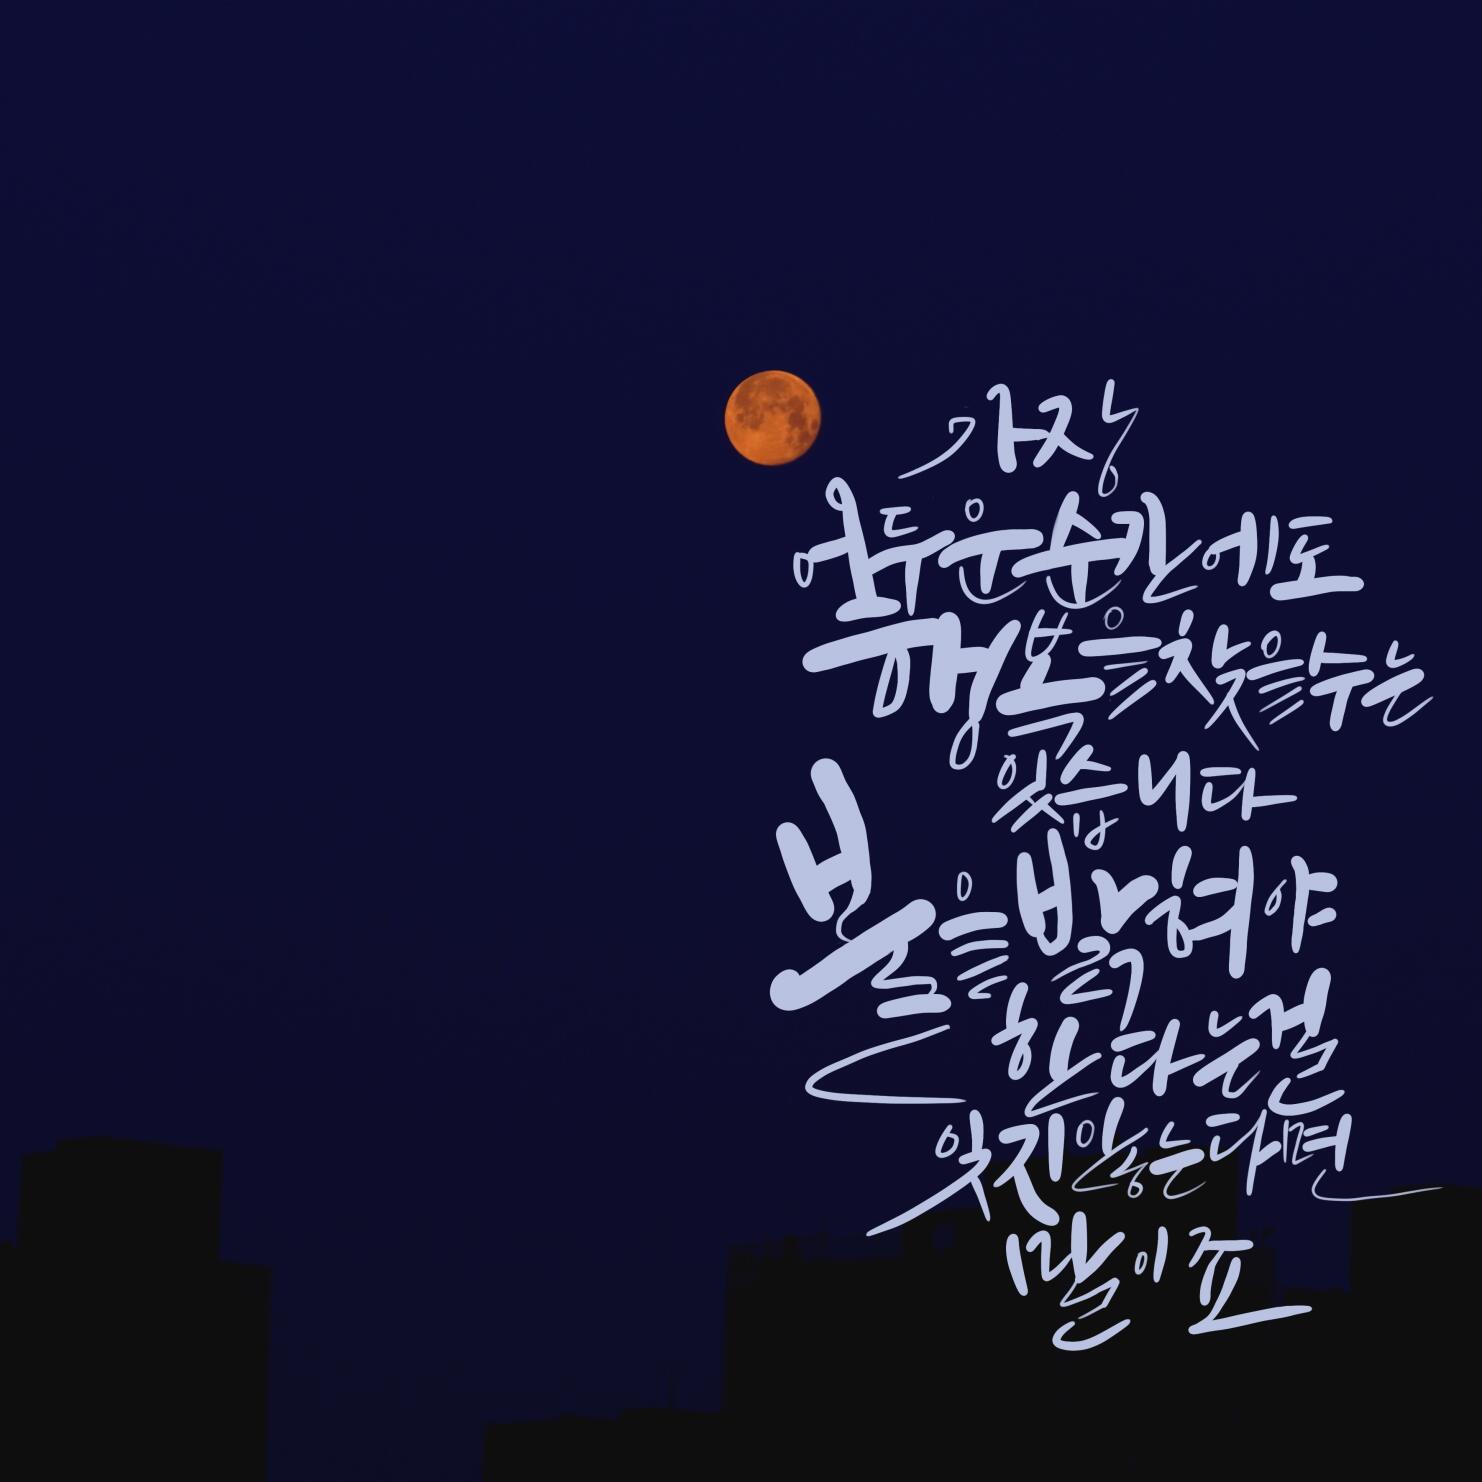 가장
어두운 순간에도
행복을 찾을 수는
있습니다
불을 밝혀야
한다는 걸
잊지 않는다면
말이죠